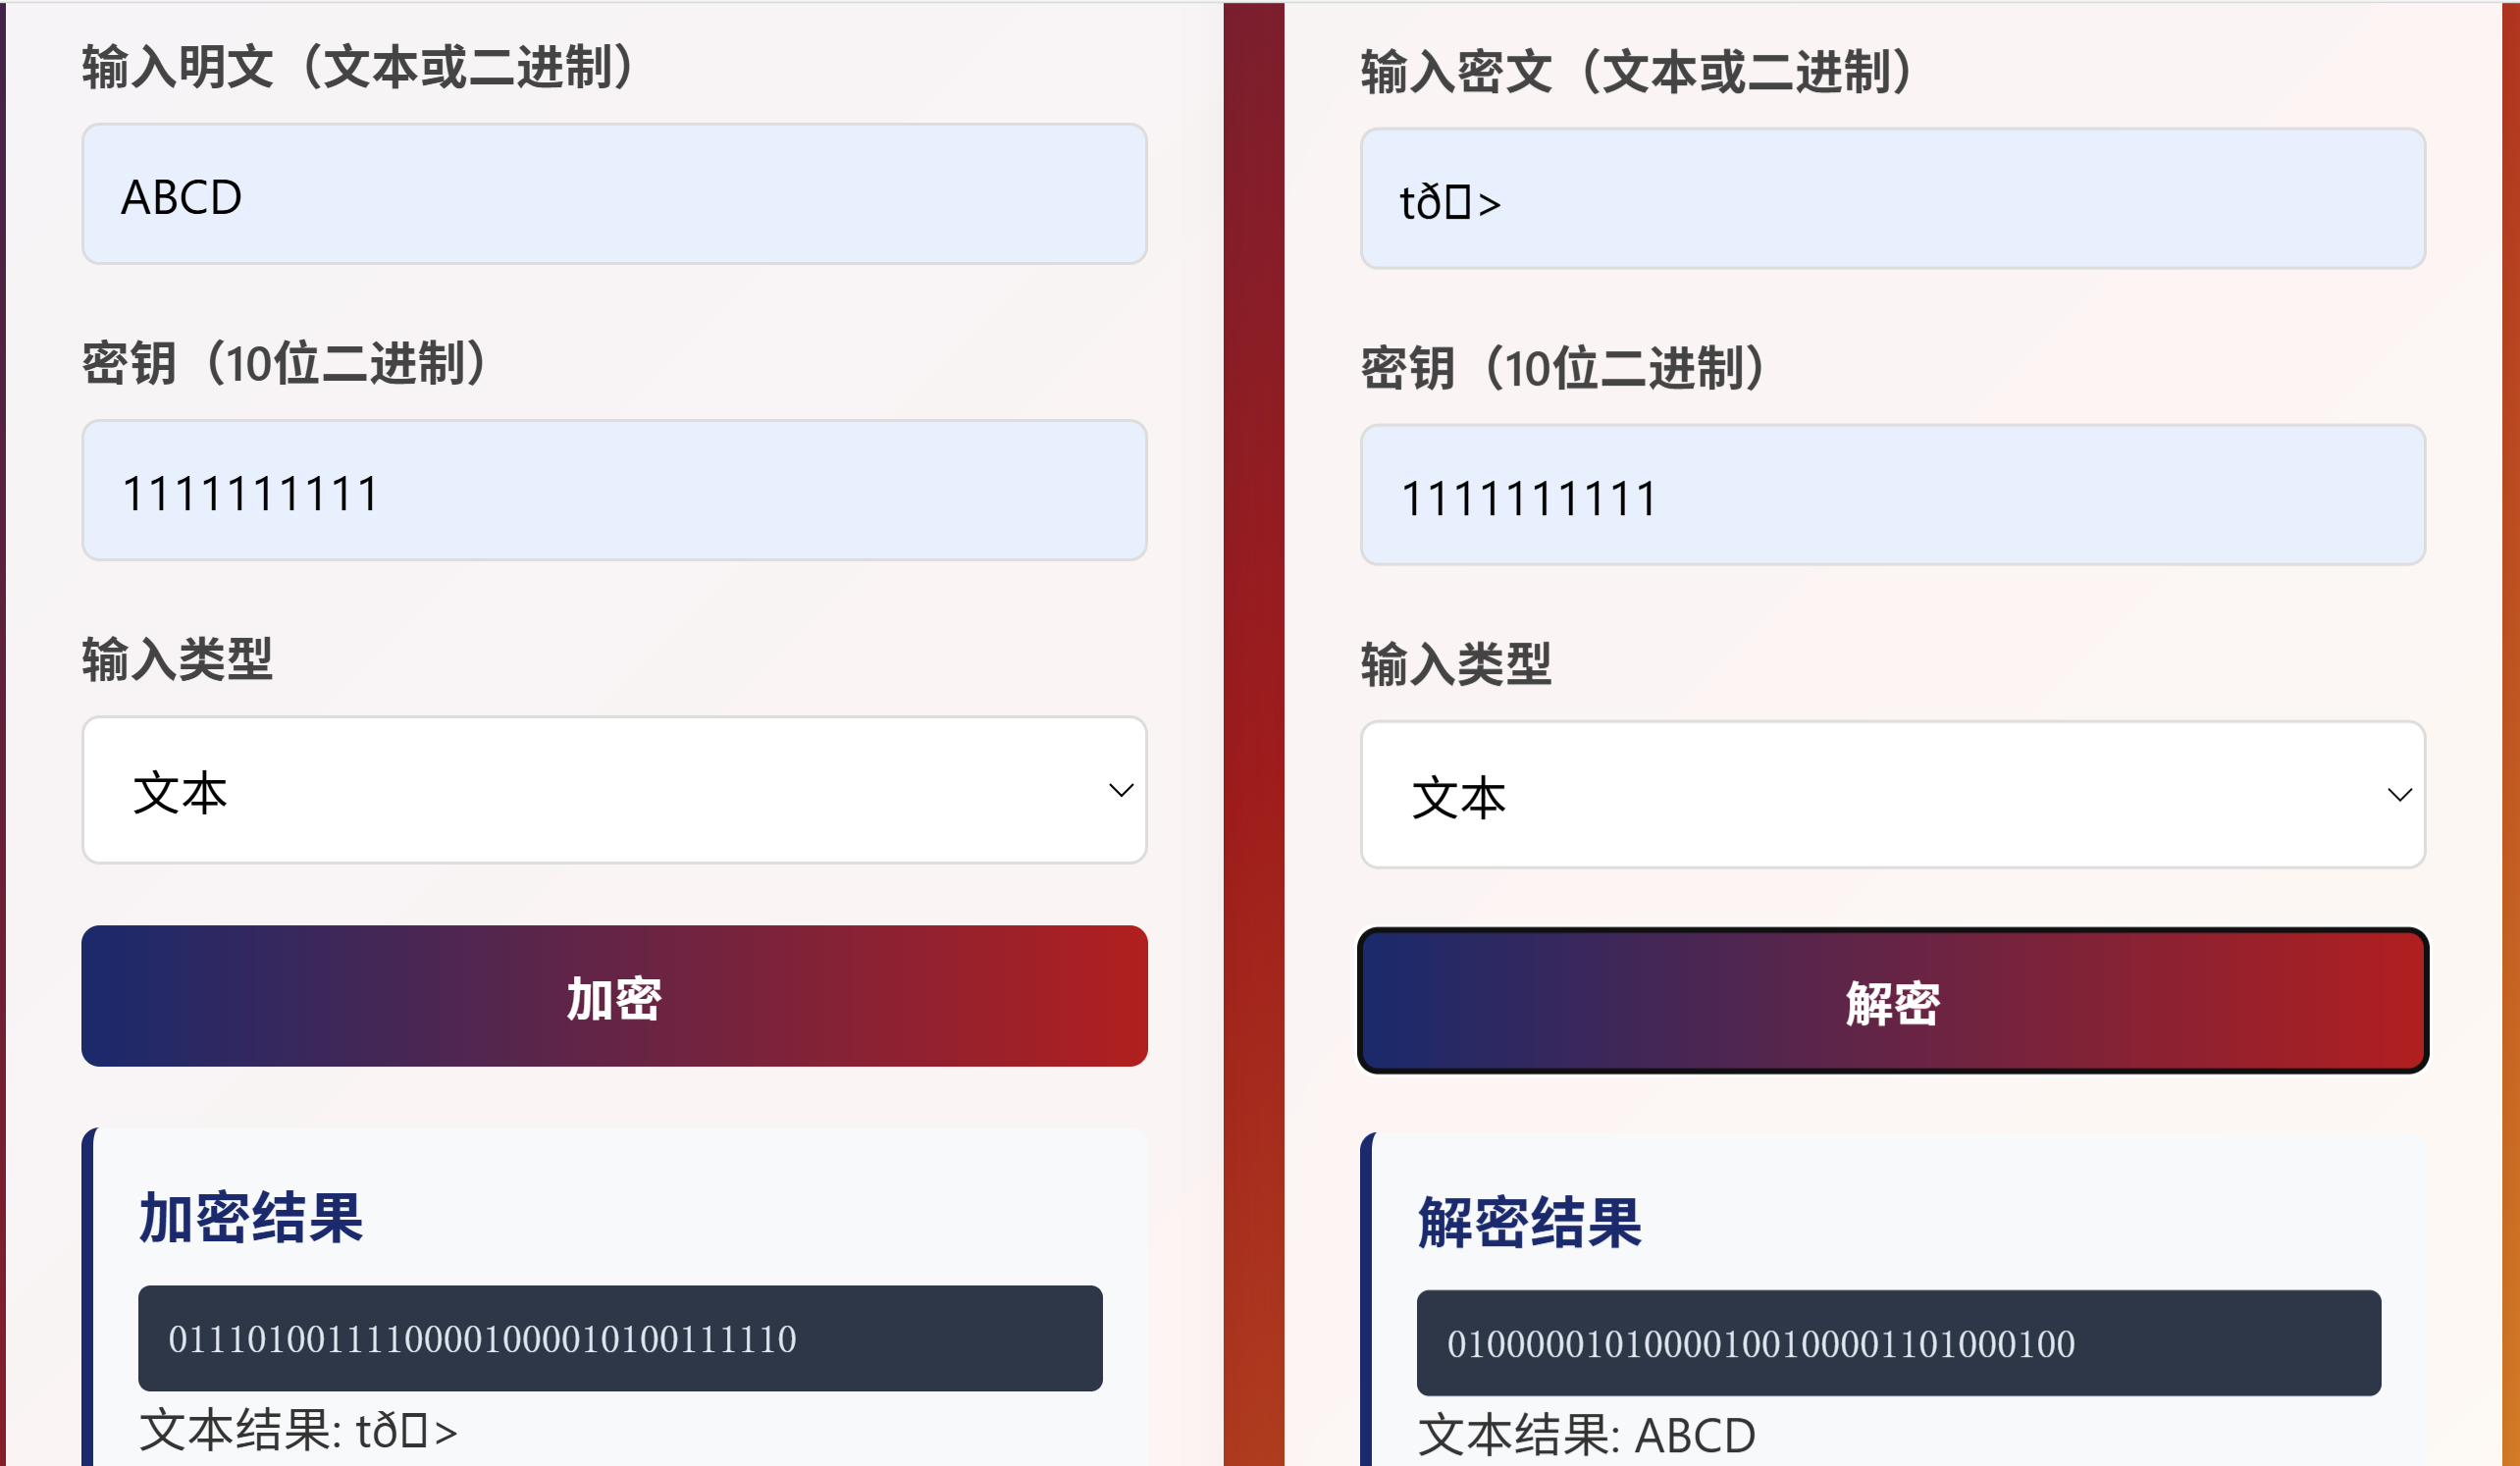 输入明文（文本或二进制）
ABCD
密钥（10位二进制）
1111111111
输入类型
文本
加密
加密结果
01110100111100001000010100111110
文本结果: tð□>
输入密文（文本或二进制）
tð□>
密钥（10位二进制）
1111111111
输入类型
文本
解密
解密结果
01000001010000100100001101000100
文本结果: ABCD